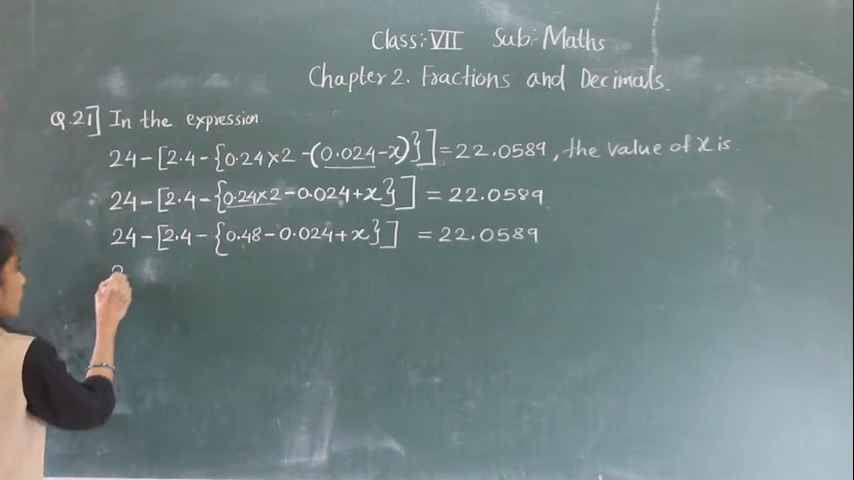 Class:- VII Sub:- Maths
Chapter 2. Fractions and Decimals.
Q.21] In the expression
24-[2.4-{0.24×2-(0.024-x)}]=22.0589, the value of x is
24-[2.4-{0.24×2-0.024+x}] = 22.0589
24-[2.4-{0.48-0.024+x}] = 22.0589